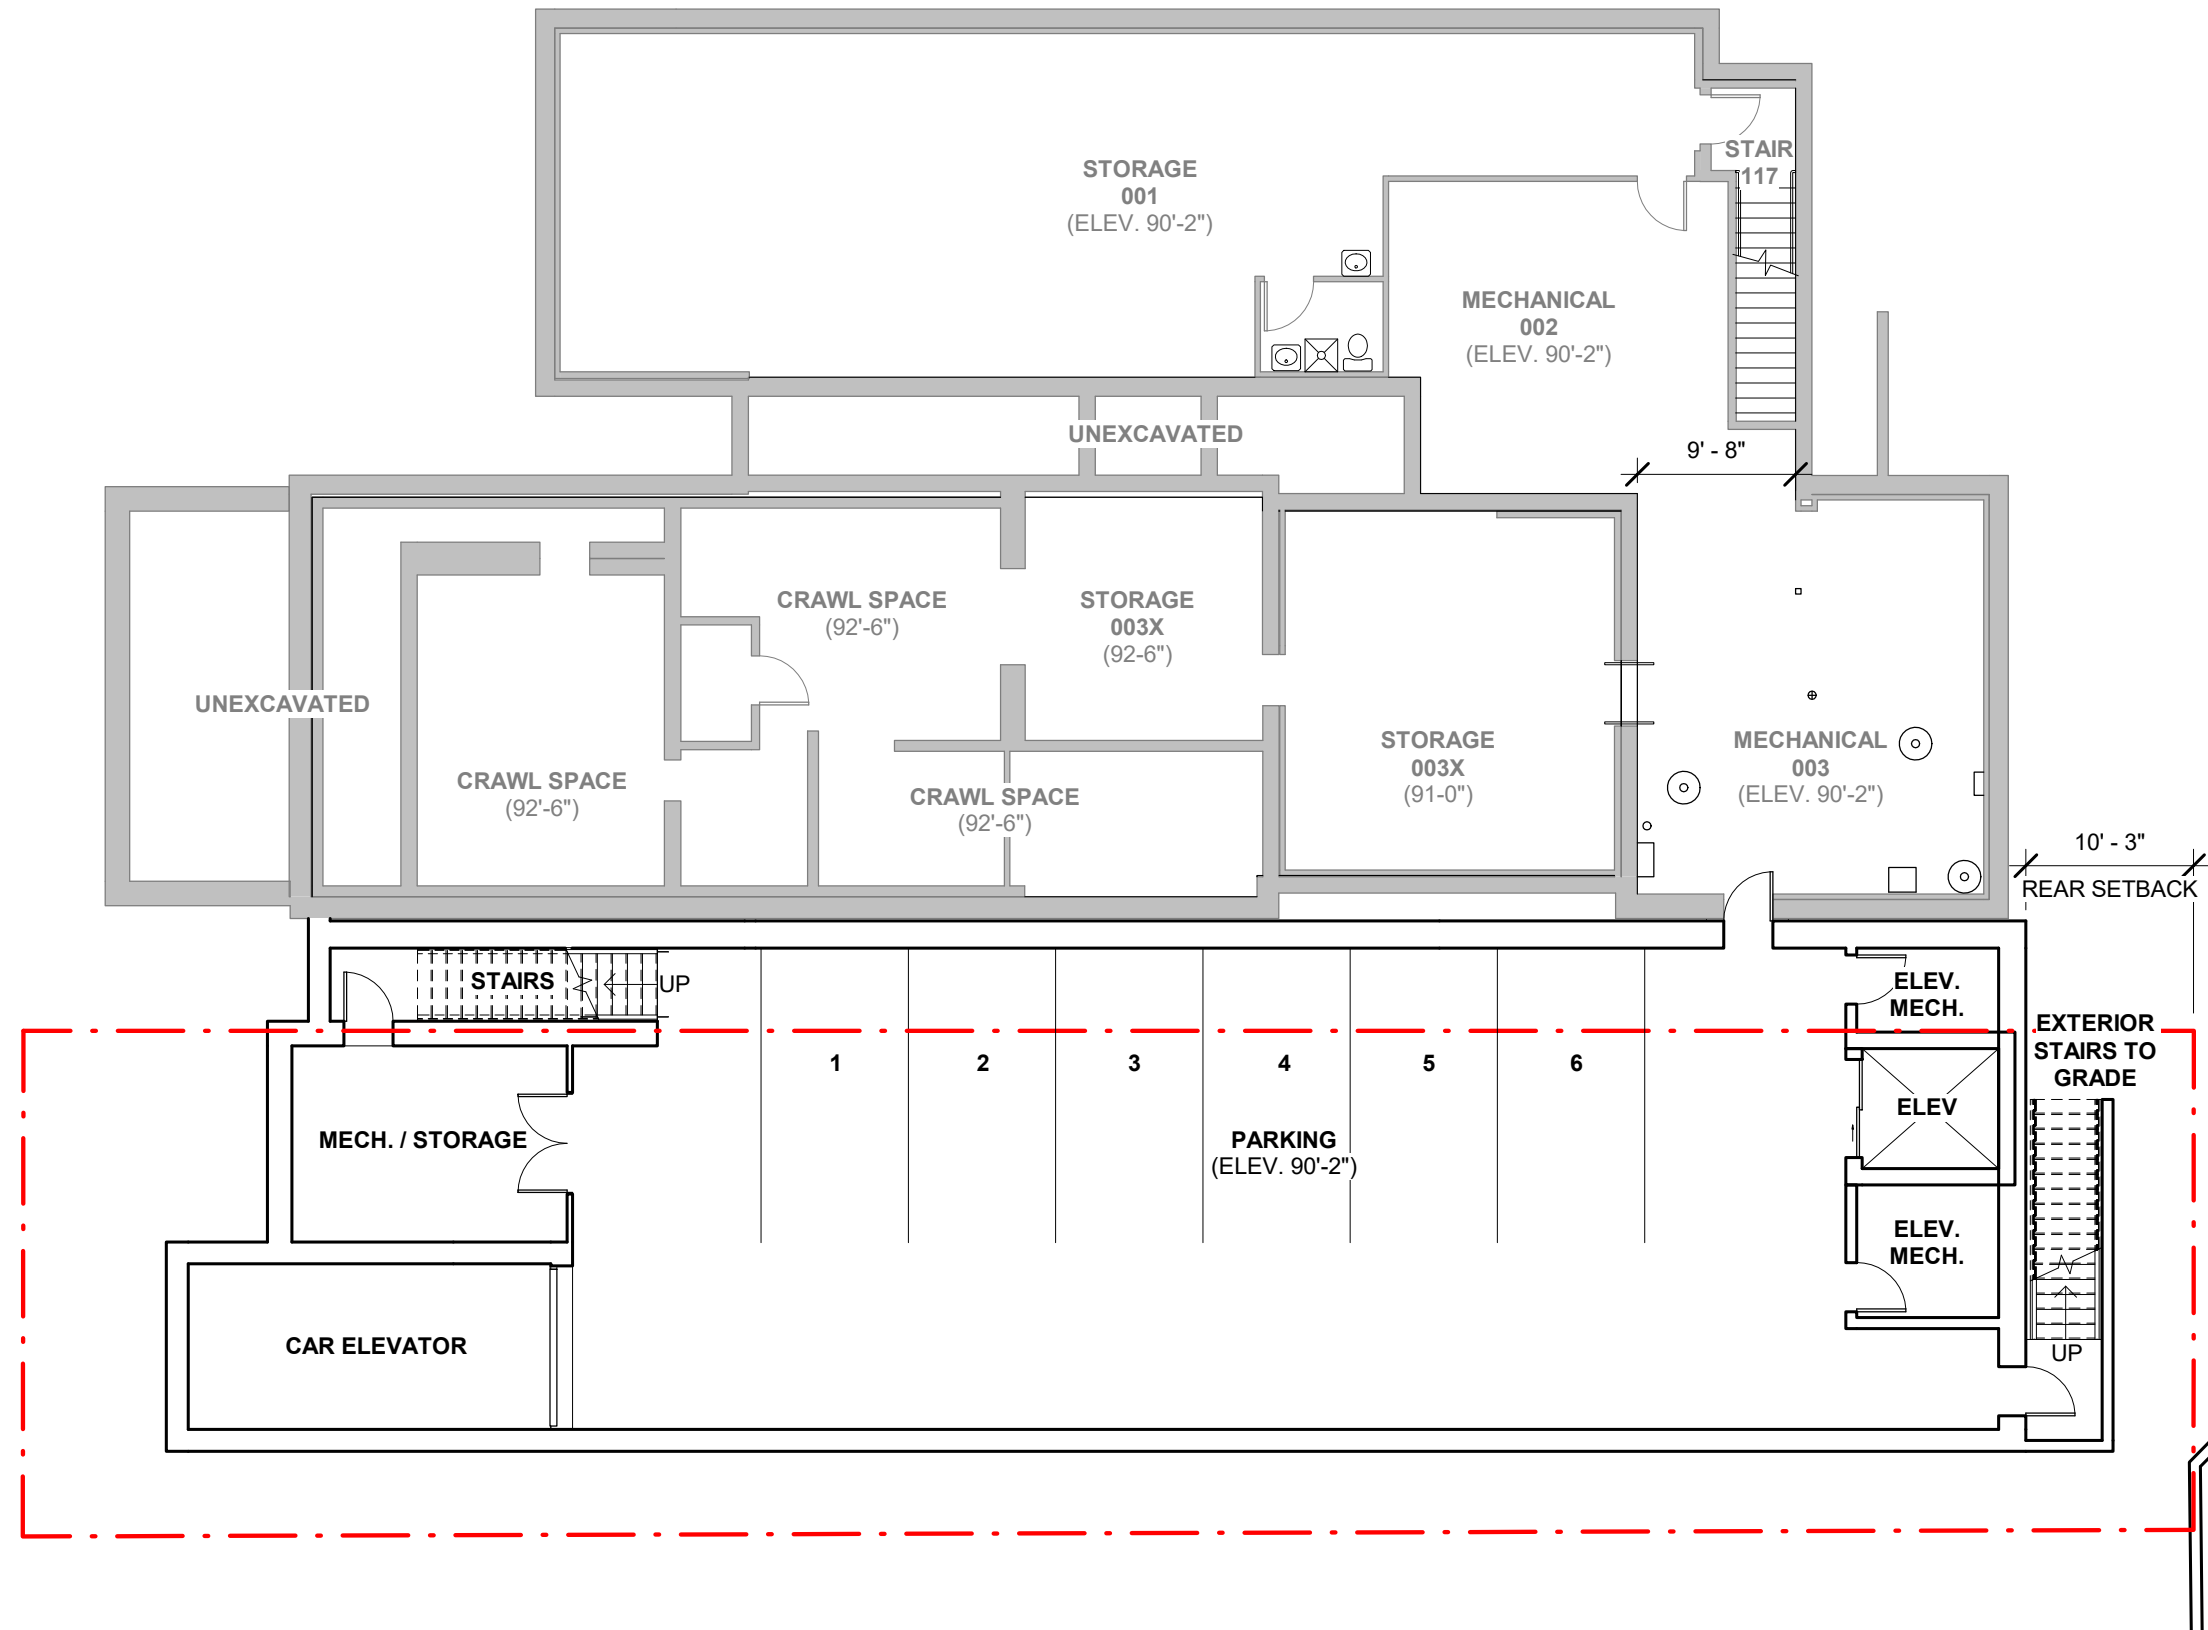 STORAGE
001
(ELEV. 90'-2")
STAIR
117
MECHANICAL
002
(ELEV. 90'-2")
UNEXCAVATED
9' - 8"
CRAWL SPACE
(92'-6")
STORAGE
003X
(92-6")
UNEXCAVATED
CRAWL SPACE
(92'-6")
CRAWL SPACE
(92'-6")
STORAGE
003X
(91-0")
MECHANICAL
003
(ELEV. 90'-2")
10' - 3"
REAR SETBACK
STAIRS
UP
ELEV.
MECH.
EXTERIOR
STAIRS TO
GRADE
1
2
3
4
5
6
MECH. / STORAGE
PARKING
(ELEV. 90'-2")
ELEV
ELEV.
MECH.
CAR ELEVATOR
UP